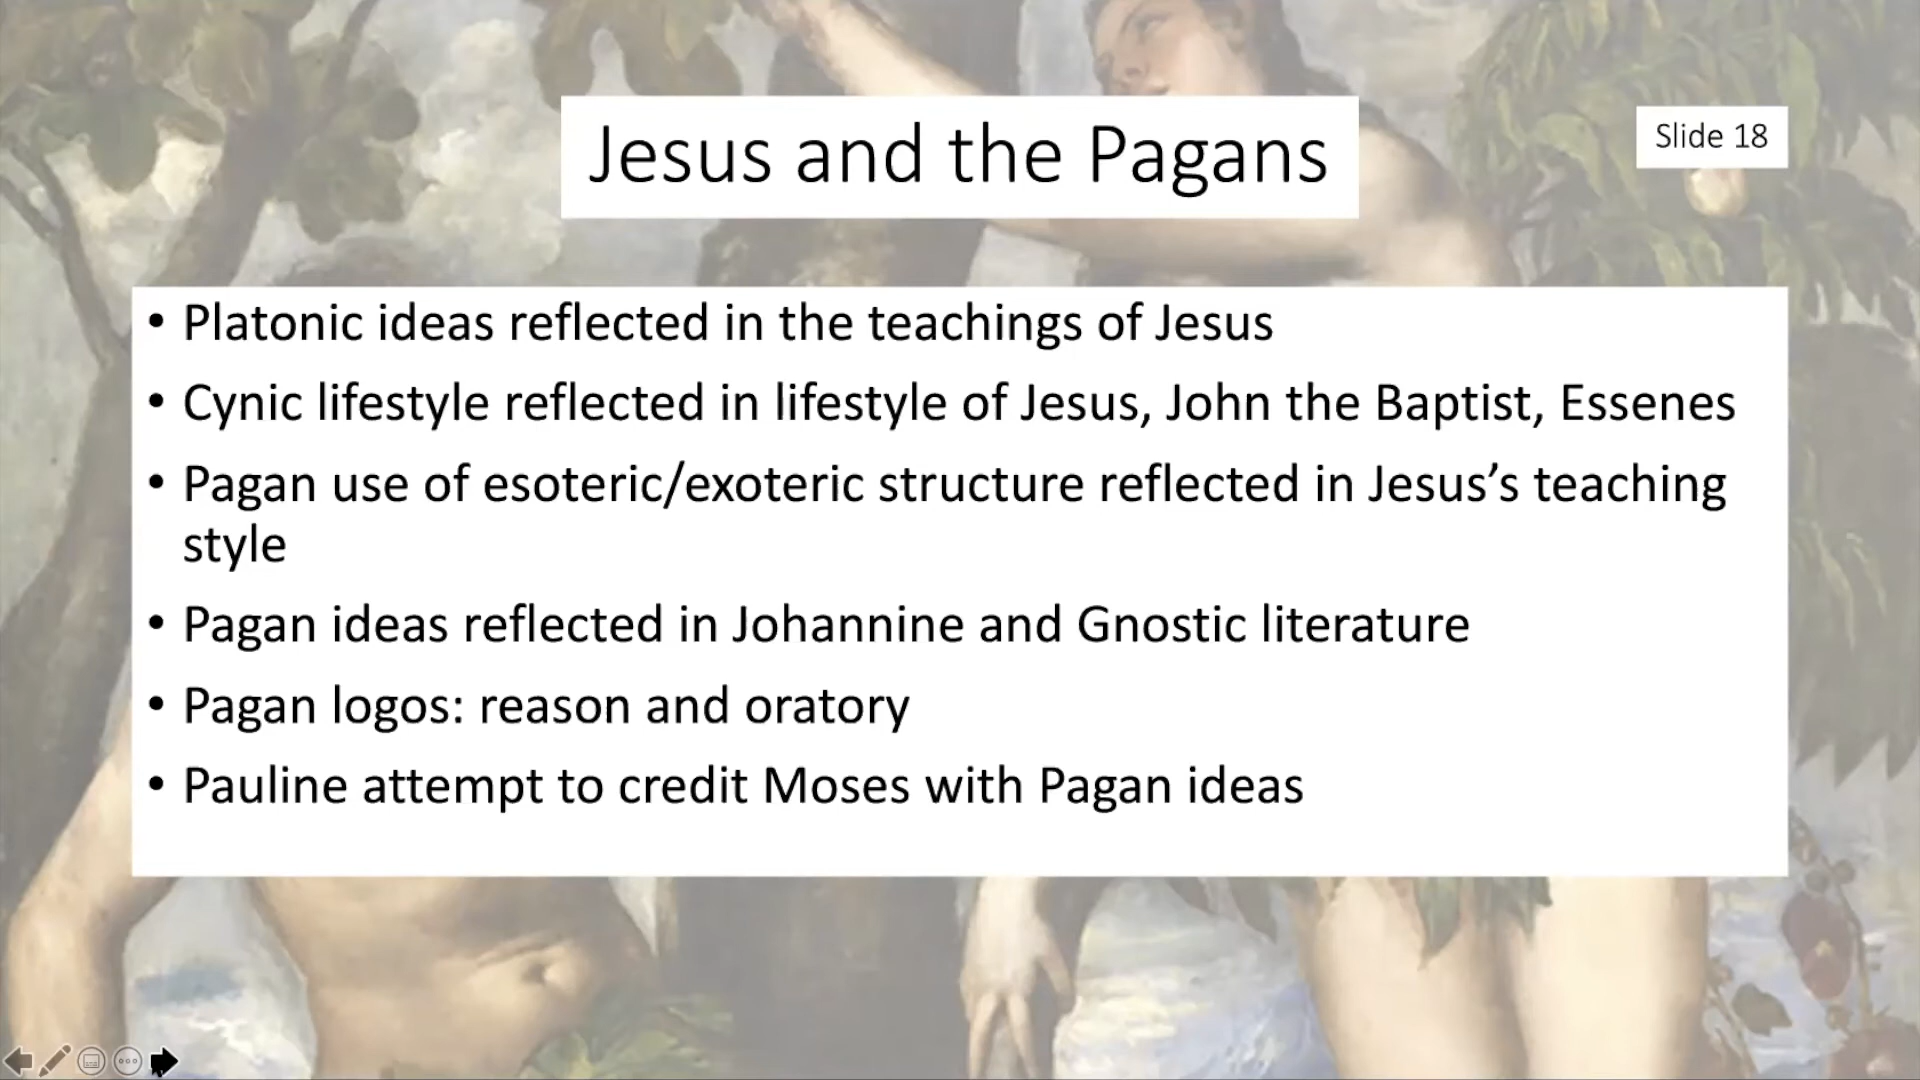 Jesus and the Pagans
Slide 18
• Platonic ideas reflected in the teachings of Jesus
• Cynic lifestyle reflected in lifestyle of Jesus, John the Baptist, Essenes
• Pagan use of esoteric/exoteric structure reflected in Jesus’s teaching
style
• Pagan ideas reflected in Johannine and Gnostic literature
• Pagan logos: reason and oratory
• Pauline attempt to credit Moses with Pagan ideas